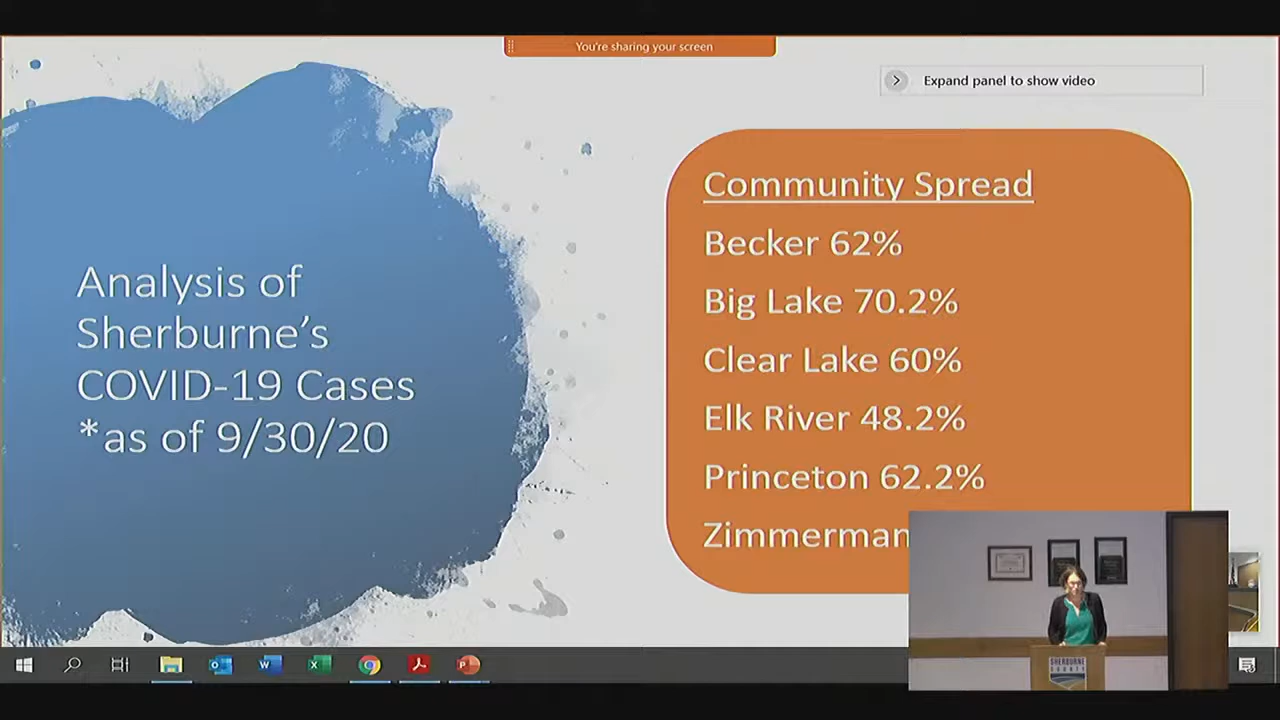 You're sharing your screen
Expand panel to show video
Community Spread
Becker 62%
Big Lake 70.2%
Clear Lake 60%
Elk River 48.2%
Princeton 62.2%
Zimmerman
Analysis of
Sherburne's
COVID-19 Cases
*as of 9/30/20
SHERBURNE
COUNTY